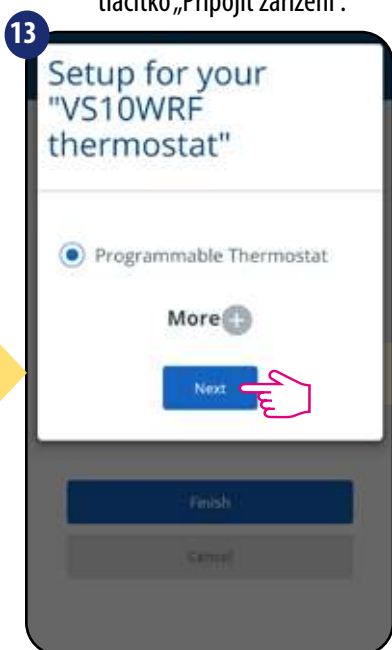 tlačítko „Připojit zařízení“.
13
Setup for your
"VS10WRF
thermostat"
Programmable Thermostat
More
Next
Finish
Cancel